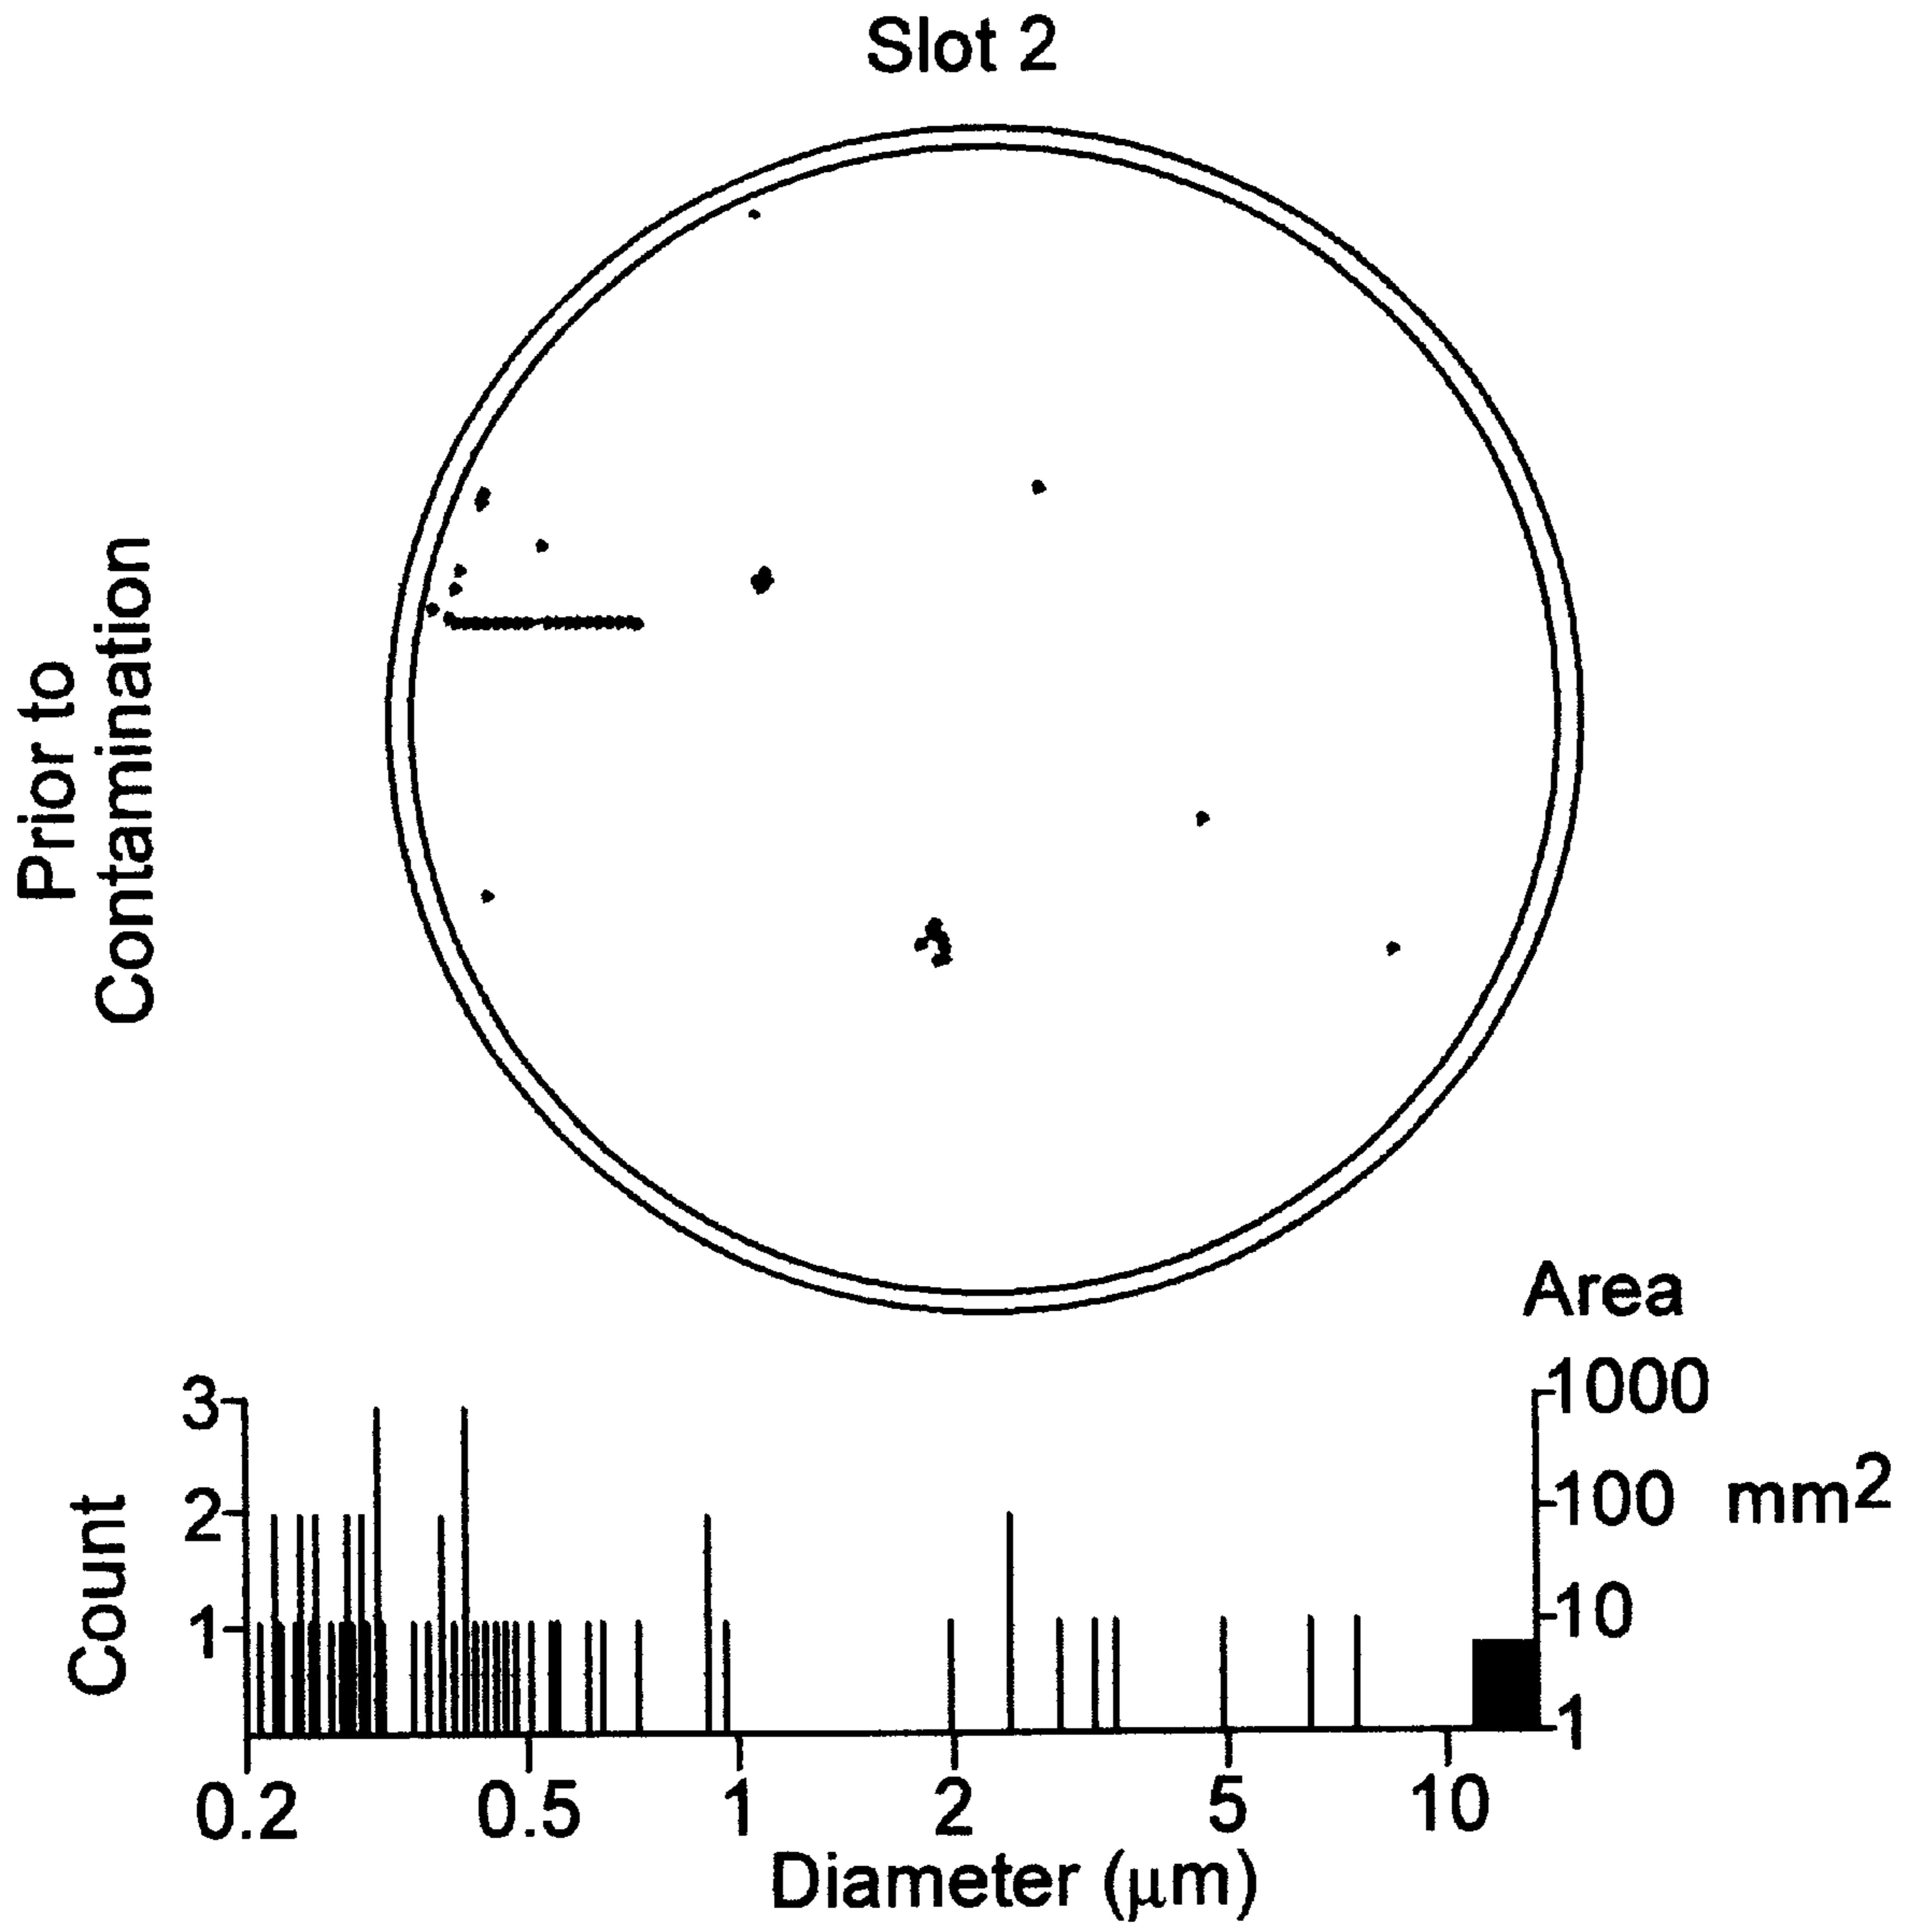 Slot 2
Prior to
Contamination
Area
3
2
1
Count
1000
100 mm2
10
1
0.2 0.5 1 2 5 10
Diameter (μm)